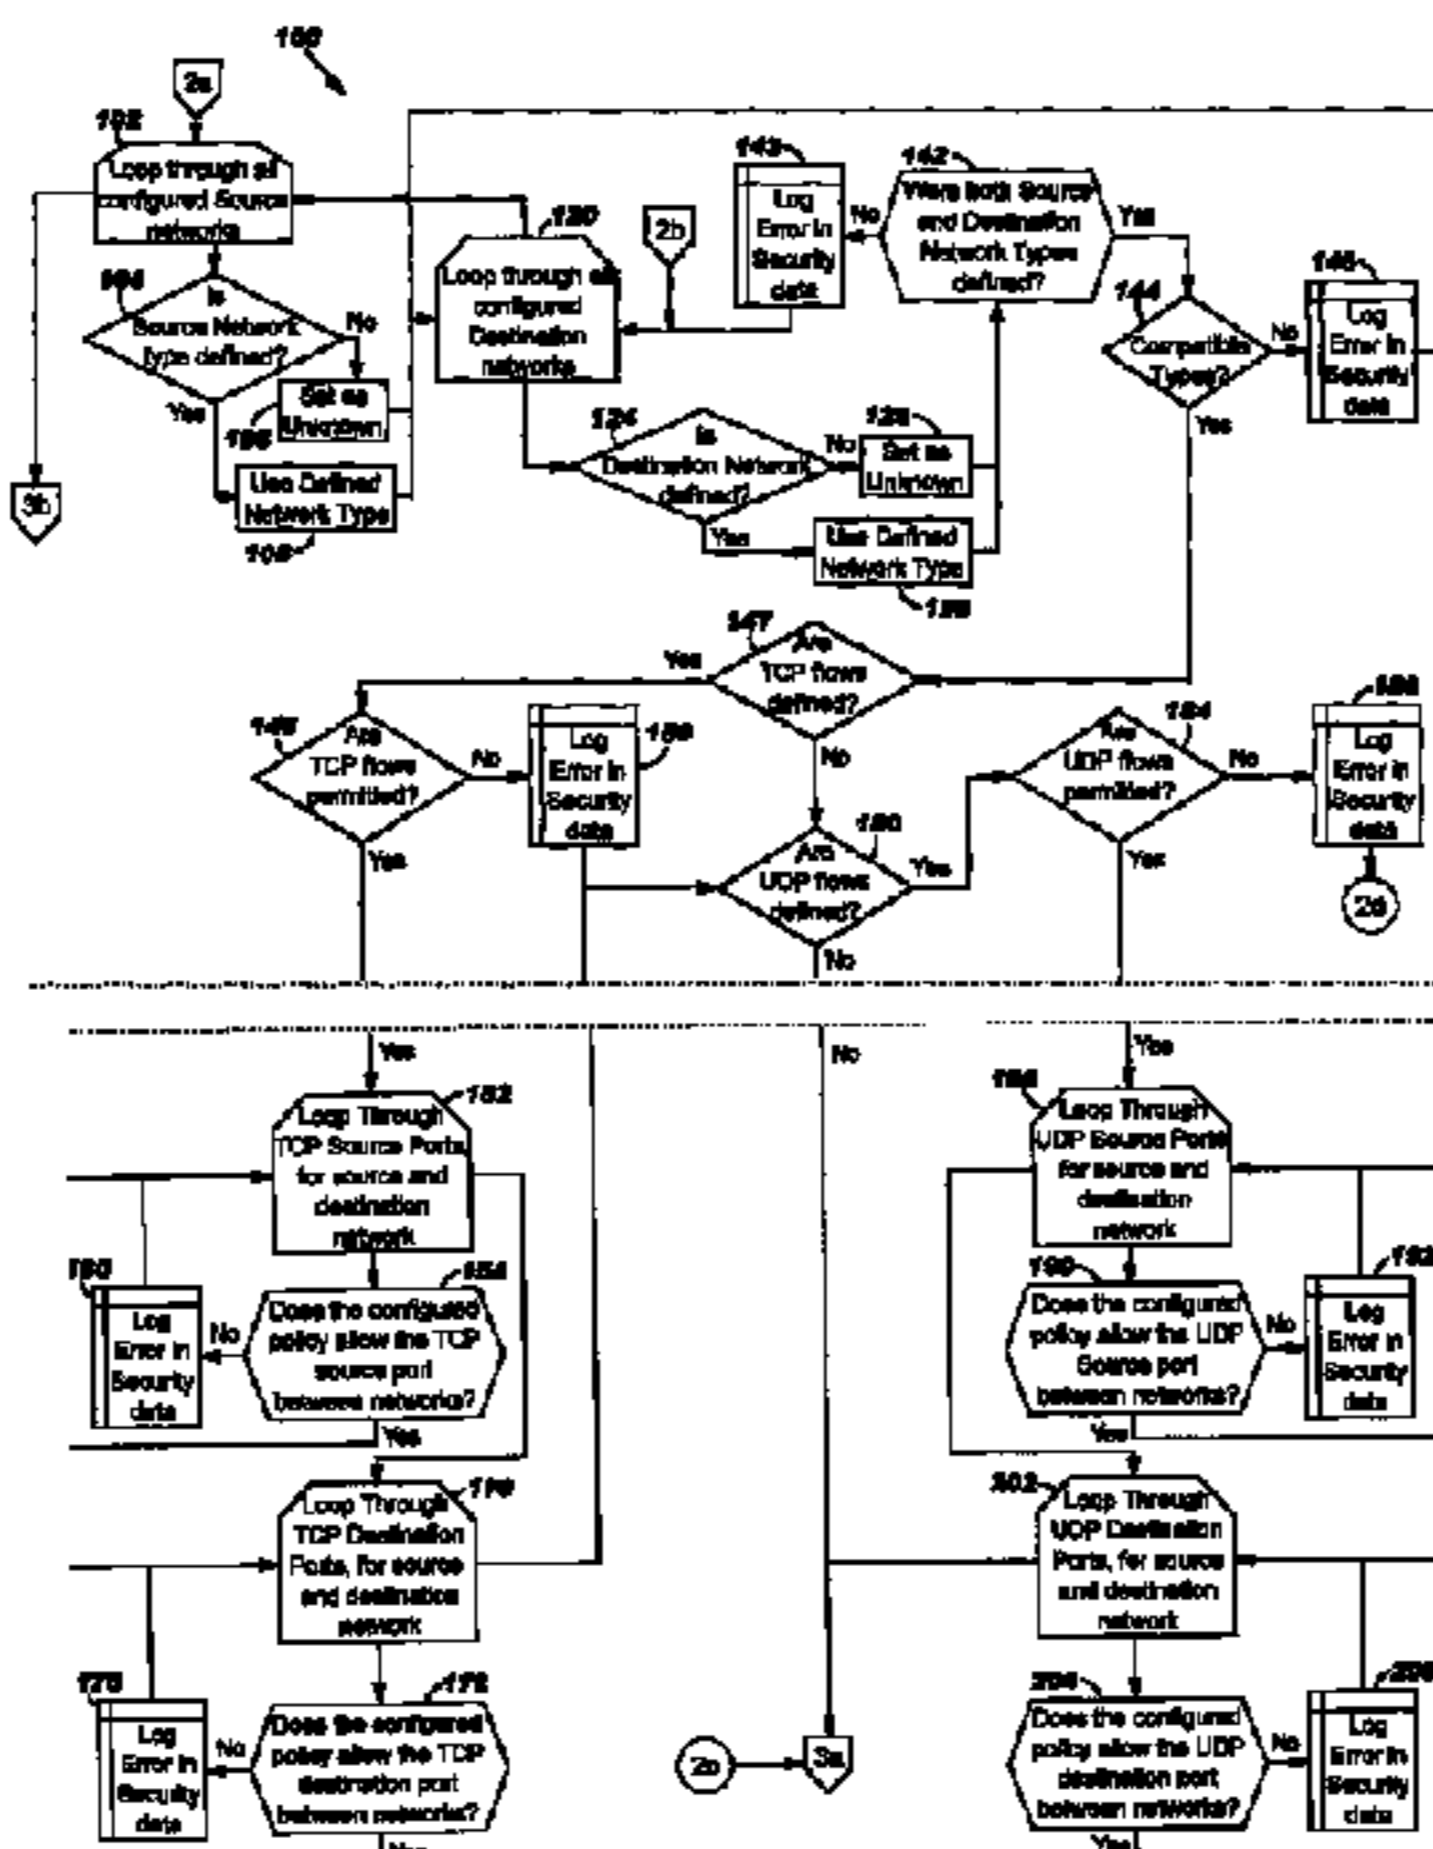 2a
Loop through all
configured Source
networks
Is
Source Network
Type defined?
No
Yes
Set as
Unknown
Use Defined
Network Type
3b
120
Loop through all
configured
Destination
networks
2b
Log
Error in
Security
data
No
142
Were both Source
and Destination
Network Types
defined?
Yes
144
Compatible
Types?
No
Yes
Log
Error in
Security
data
124
Is
Destination Network
defined?
No
Yes
Set as
Unknown
Use Defined
Network Type
Are
TCP flows
defined?
Yes
No
Are
TCP flows
permitted?
No
Yes
Log
Error in
Security
data
Are
UDP flows
defined?
Yes
No
184
Are
UDP flows
permitted?
No
Yes
Log
Error in
Security
data
Yes
Loop Through
TCP Source Ports,
for source and
destination
network
Does the configured
policy allow the TCP
source port
between networks?
No
Yes
Log
Error in
Security
data
Loop Through
TCP Destination
Ports, for source
and destination
network
172
Does the configured
policy allow the TCP
destination port
between networks?
No
Log
Error in
Security
data
No
3a
Yes
Loop Through
UDP Source Ports
for source and
destination
network
190
Does the configured
policy allow the UDP
Source port
between networks?
No
Yes
192
Log
Error in
Security
data
202
Loop Through
UDP Destination
Ports, for source
and destination
network
Does the configured
policy allow the UDP
destination port
between networks?
No
Yes
Log
Error in
Security
data